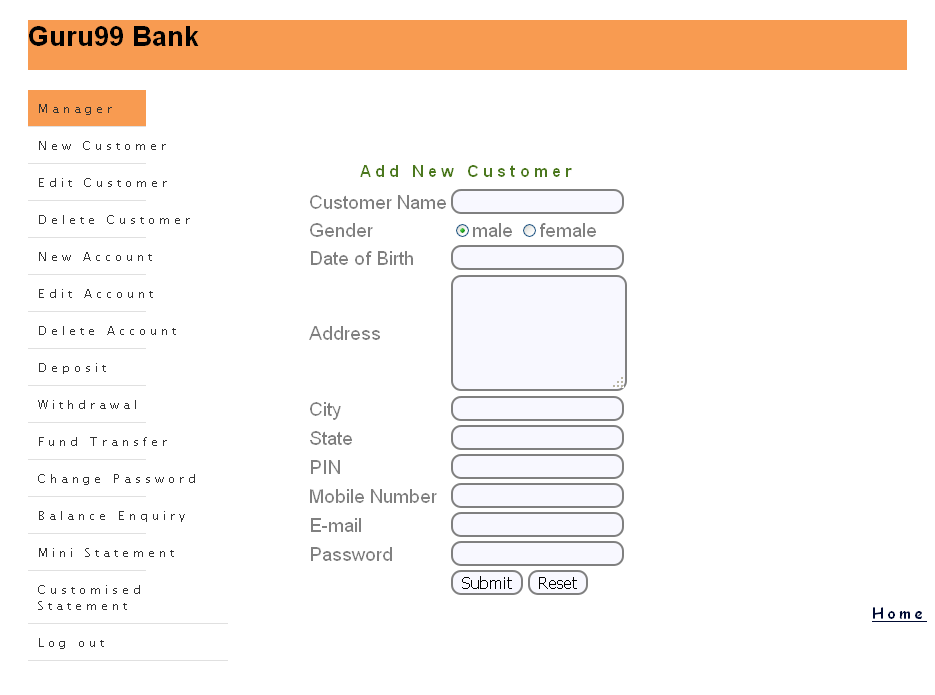 Guru99 Bank
Manager
New Customer
Edit Customer
Delete Customer
New Account
Edit Account
Delete Account
Deposit
Withdrawal
Fund Transfer
Change Password
Balance Enquiry
Mini Statement
Customised
Statement
Log out
Add New Customer
Customer Name
Gender male female
Date of Birth
Address
City
State
PIN
Mobile Number
E-mail
Password
Submit Reset
Home